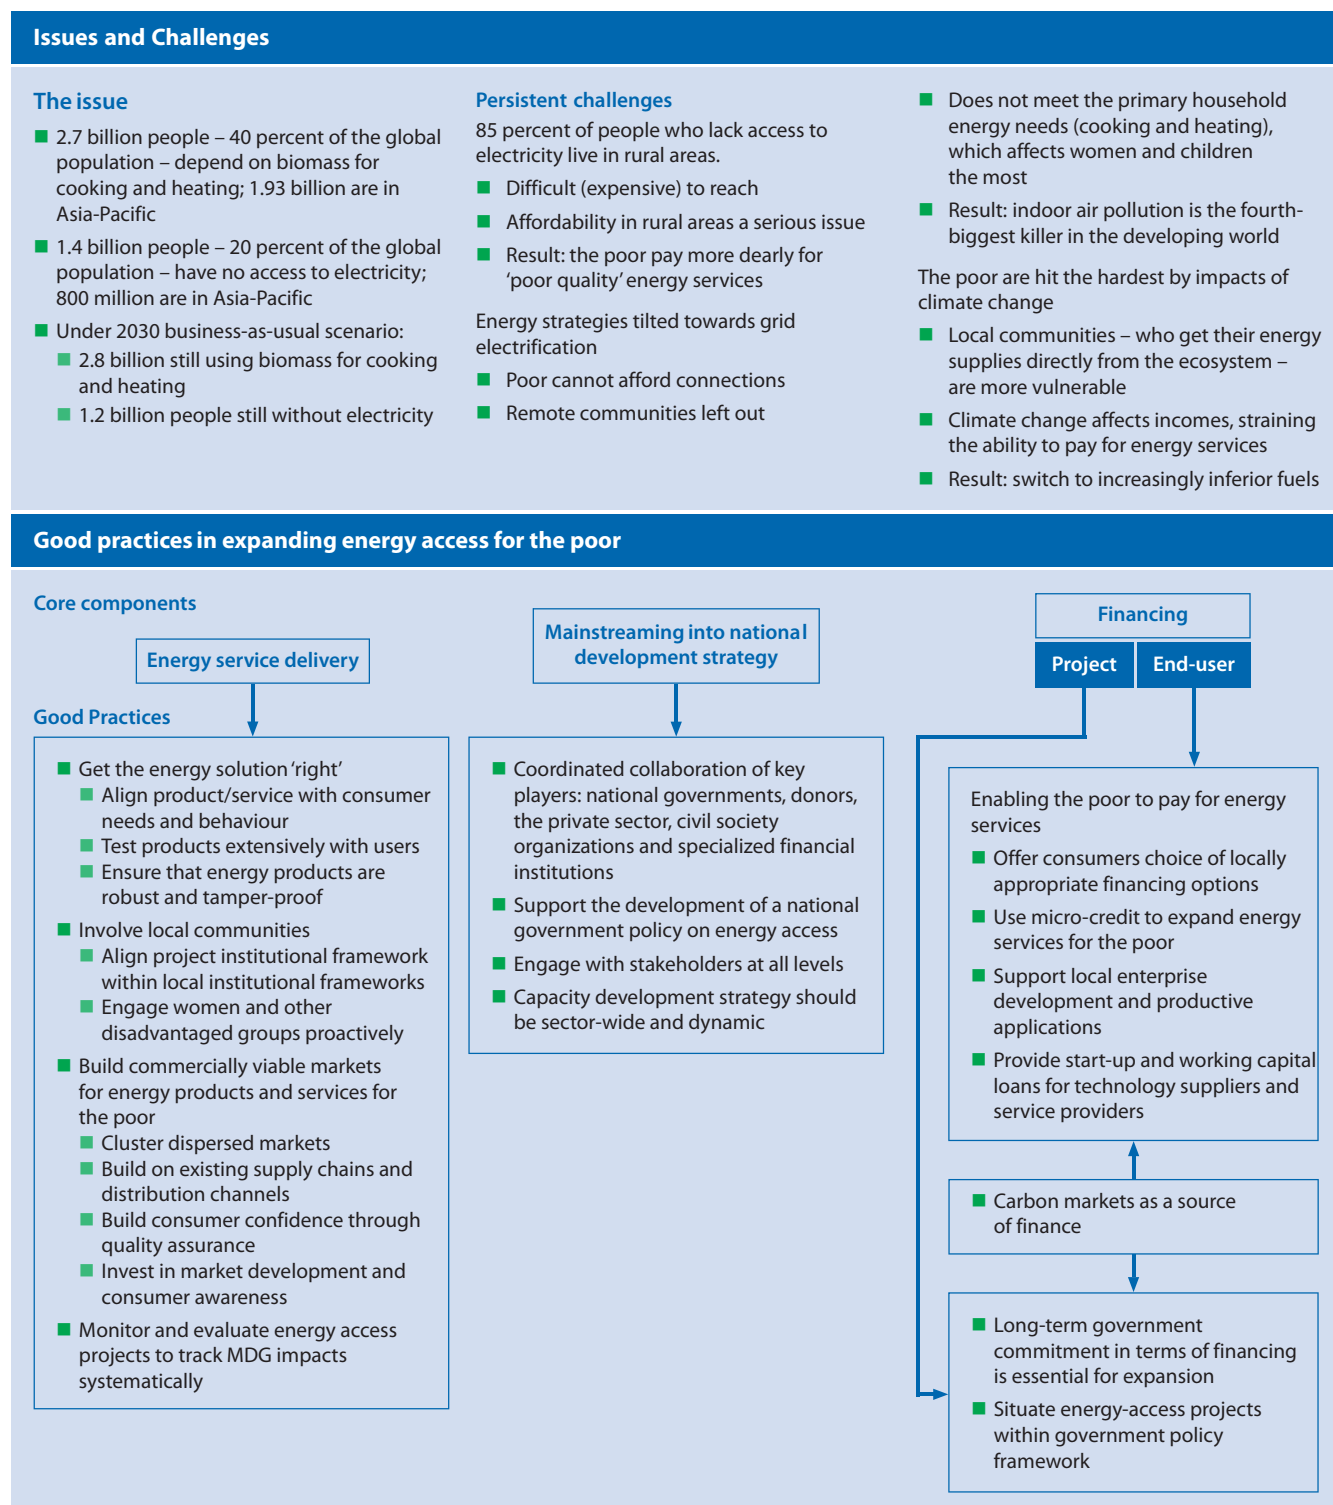 Issues and Challenges
The issue
2.7 billion people – 40 percent of the global
population – depend on biomass for
cooking and heating; 1.93 billion are in
Asia-Pacific
1.4 billion people – 20 percent of the global
population – have no access to electricity;
800 million are in Asia-Pacific
Under 2030 business-as-usual scenario:
2.8 billion still using biomass for cooking
and heating
1.2 billion people still without electricity
Persistent challenges
85 percent of people who lack access to
electricity live in rural areas.
Difficult (expensive) to reach
Affordability in rural areas a serious issue
Result: the poor pay more dearly for
‘poor quality’ energy services
Energy strategies tilted towards grid
electrification
Poor cannot afford connections
Remote communities left out
Does not meet the primary household
energy needs (cooking and heating),
which affects women and children
the most
Result: indoor air pollution is the fourth-
biggest killer in the developing world
The poor are hit the hardest by impacts of
climate change
Local communities – who get their energy
supplies directly from the ecosystem –
are more vulnerable
Climate change affects incomes, straining
the ability to pay for energy services
Result: switch to increasingly inferior fuels
Good practices in expanding energy access for the poor
Core components
Energy service delivery
Good Practices
Get the energy solution ‘right’
Align product/service with consumer
needs and behaviour
Test products extensively with users
Ensure that energy products are
robust and tamper-proof
Involve local communities
Align project institutional framework
within local institutional frameworks
Engage women and other
disadvantaged groups proactively
Build commercially viable markets
for energy products and services for
the poor
Cluster dispersed markets
Build on existing supply chains and
distribution channels
Build consumer confidence through
quality assurance
Invest in market development and
consumer awareness
Monitor and evaluate energy access
projects to track MDG impacts
systematically
Mainstreaming into national
development strategy
Coordinated collaboration of key
players: national governments, donors,
the private sector, civil society
organizations and specialized financial
institutions
Support the development of a national
government policy on energy access
Engage with stakeholders at all levels
Capacity development strategy should
be sector-wide and dynamic
Financing
Project
End-user
Enabling the poor to pay for energy
services
Offer consumers choice of locally
appropriate financing options
Use micro-credit to expand energy
services for the poor
Support local enterprise
development and productive
applications
Provide start-up and working capital
loans for technology suppliers and
service providers
Carbon markets as a source
of finance
Long-term government
commitment in terms of financing
is essential for expansion
Situate energy-access projects
within government policy
framework